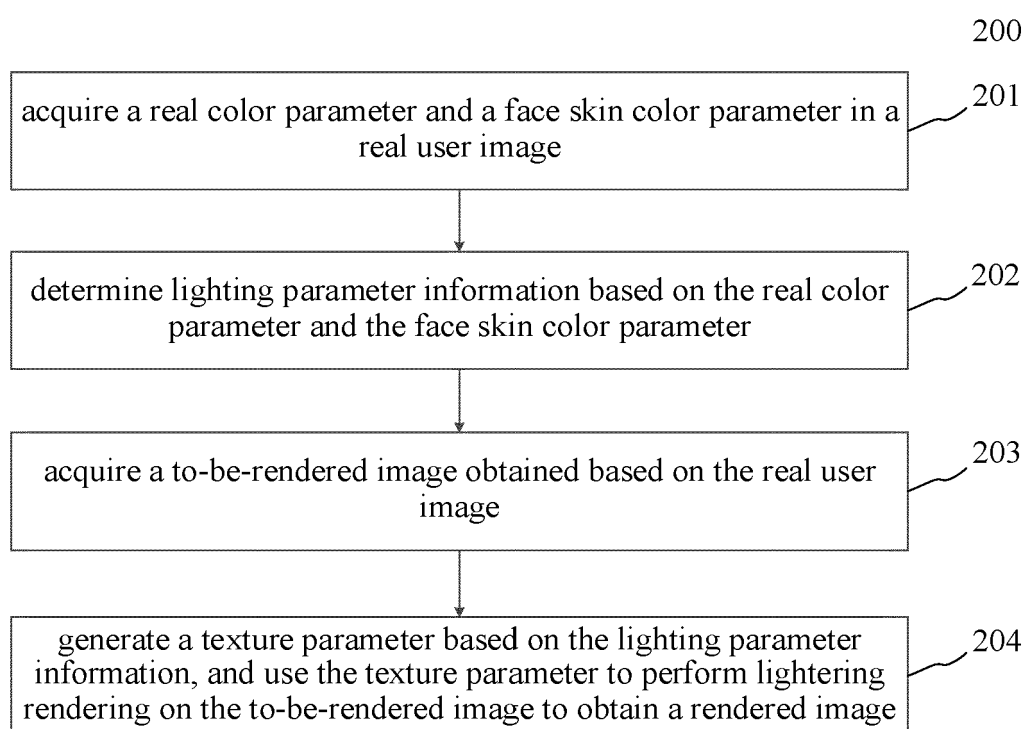 200
acquire a real color parameter and a face skin color parameter in a
real user image
201
determine lighting parameter information based on the real color
parameter and the face skin color parameter
202
acquire a to-be-rendered image obtained based on the real user
image
203
generate a texture parameter based on the lighting parameter
information, and use the texture parameter to perform lightering
rendering on the to-be-rendered image to obtain a rendered image
204